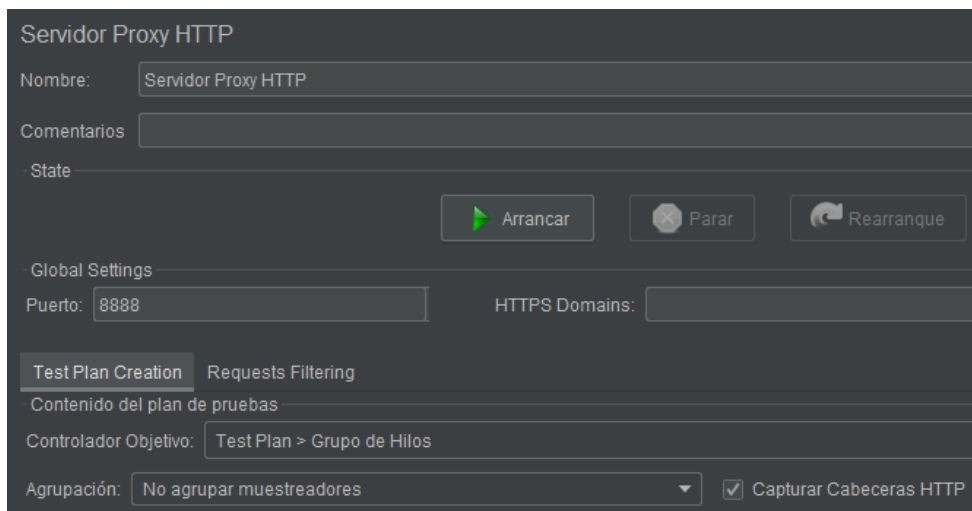 Servidor Proxy HTTP
Nombre: Servidor Proxy HTTP
Comentarios
State
Arrancar Parar Rearranque
Global Settings
Puerto: 8888 HTTPS Domains:
Test Plan Creation Requests Filtering
Contenido del plan de pruebas
Controlador Objetivo: Test Plan > Grupo de Hilos
Agrupación: No agrupar muestreadores Capturar Cabeceras HTTP